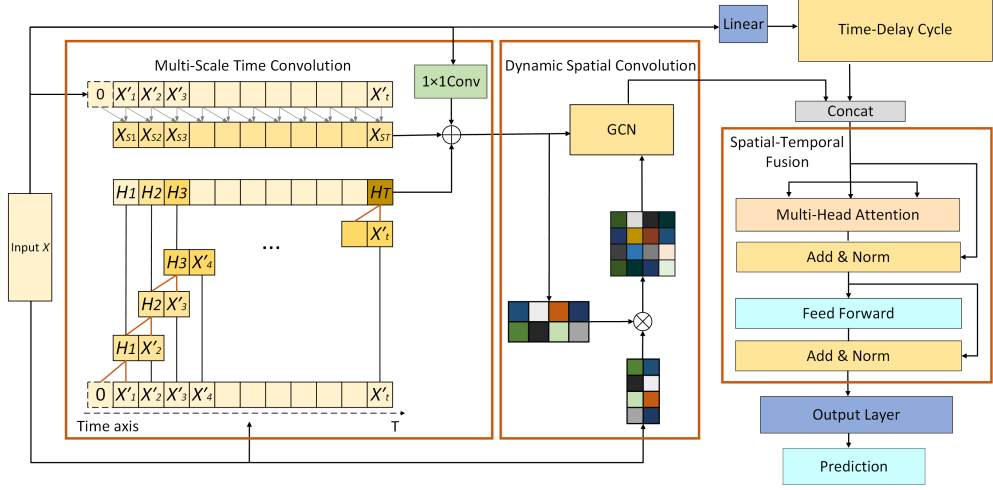 Linear
Time-Delay Cycle
Multi-Scale Time Convolution
Dynamic Spatial Convolution
1×1Conv
0 X'1 X'2 X'3 X't
XS1 XS2 XS3 XST
GCN
Concat
Spatial-Temporal
Fusion
H1 H2 H3 HT
Input X
X't
...
Multi-Head Attention
Add & Norm
H3 X'4
H2 X'3
Feed Forward
H1 X'2
Add & Norm
0 X'1 X'2 X'3 X'4 X't
Time axis T
Output Layer
Prediction